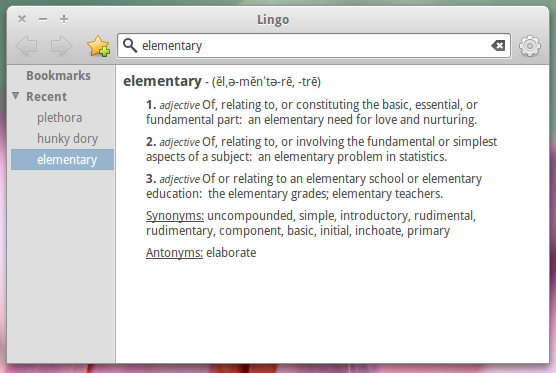 Lingo
elementary
Bookmarks
Recent
plethora
hunky dory
elementary
elementary - (ĕl͵ə-mĕn'tə-rē, -trē)
1. adjective Of, relating to, or constituting the basic, essential, or
fundamental part:  an elementary need for love and nurturing.
2. adjective Of, relating to, or involving the fundamental or simplest
aspects of a subject:  an elementary problem in statistics.
3. adjective Of or relating to an elementary school or elementary
education:  the elementary grades; elementary teachers.
Synonyms: uncompounded, simple, introductory, rudimental,
rudimentary, component, basic, initial, inchoate, primary
Antonyms: elaborate